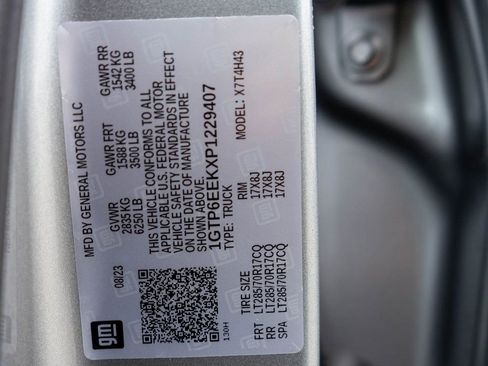 MFD BY GENERAL MOTORS LLC
08/23
GVWR
2835 KG
6250 LB
GAWR FRT
1588 KG
3500 LB
GAWR RR
1542 KG
3400 LB
THIS VEHICLE CONFORMS TO ALL
APPLICABLE U.S. FEDERAL MOTOR
VEHICLE SAFETY STANDARDS IN EFFECT
ON THE DATE OF MANUFACTURE
SHOWN ABOVE.
1GTP6EEKXP1229407
TYPE: TRUCK
MODEL: X7T4H43
gm
130H
TIRE SIZE
RIM
FRT LT285/70R17CQ 17X8J
RR LT285/70R17CQ 17X8J
SPA LT285/70R17CQ 17X8J